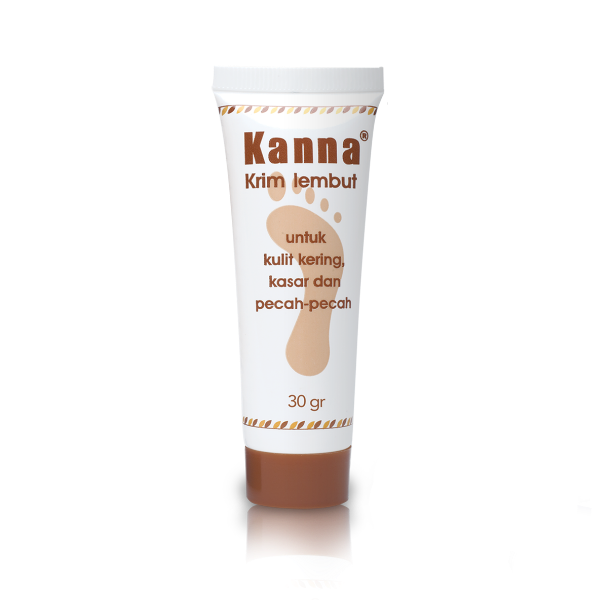 Kanna®
Krim lembut
untuk
kulit kering,
kasar dan
pecah-pecah
30 gr